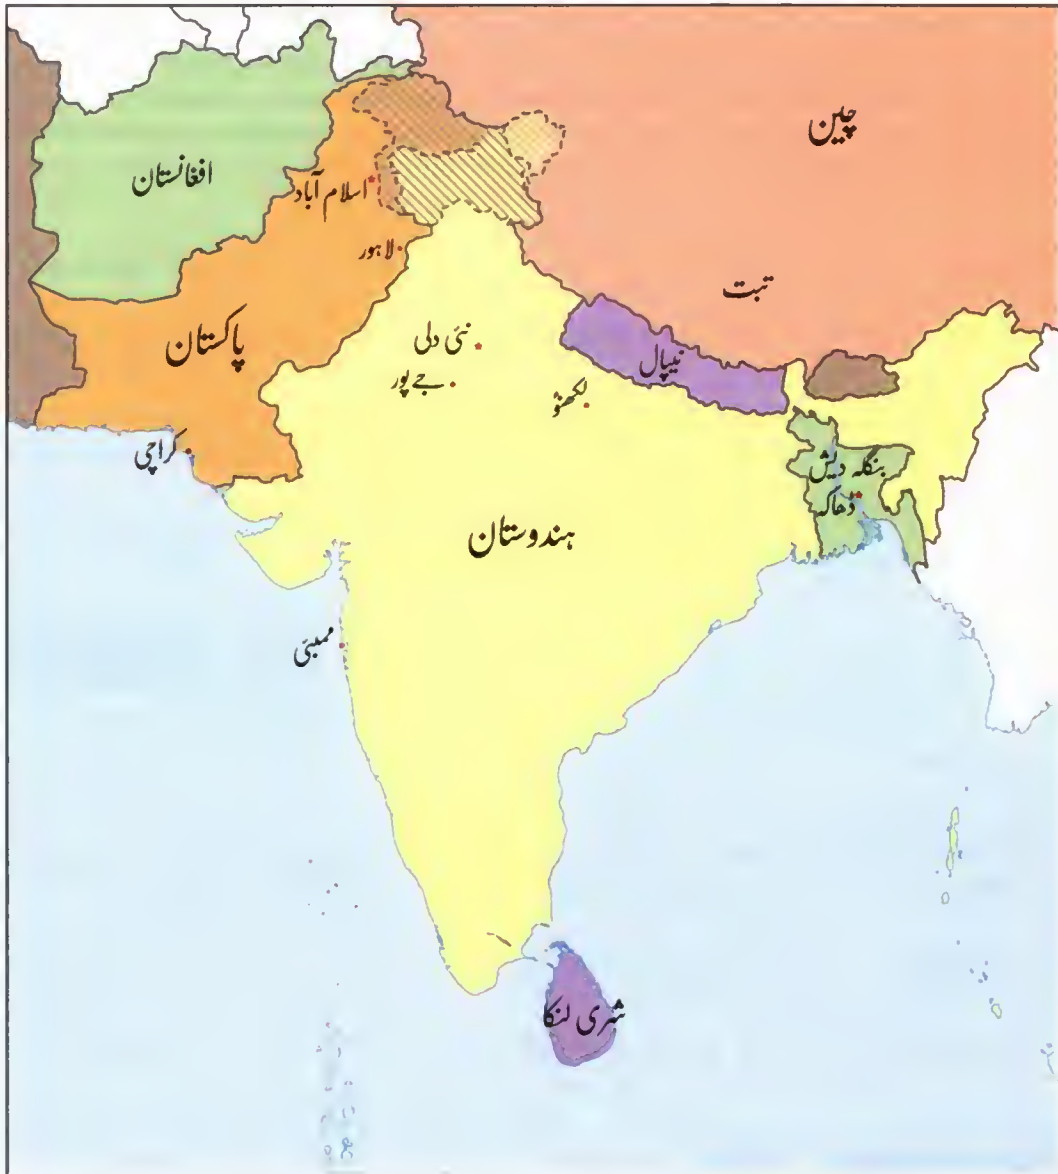 چین
افغانستان
اسلام آباد
لاہور
تبت
پاکستان
نئی دلی
نیپال
جے پور
لکھنؤ
کراچی
بنگلہ دیش
ڈھاکہ
ہندوستان
ممبئی
شری لنکا